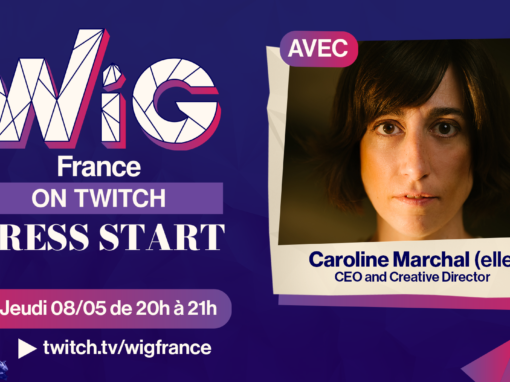 WiG
France
ON TWITCH
RESS START
Jeudi 08/05 de 20h à 21h
twitch.tv/wigfrance
AVEC
Caroline Marchal (elle
CEO and Creative Director